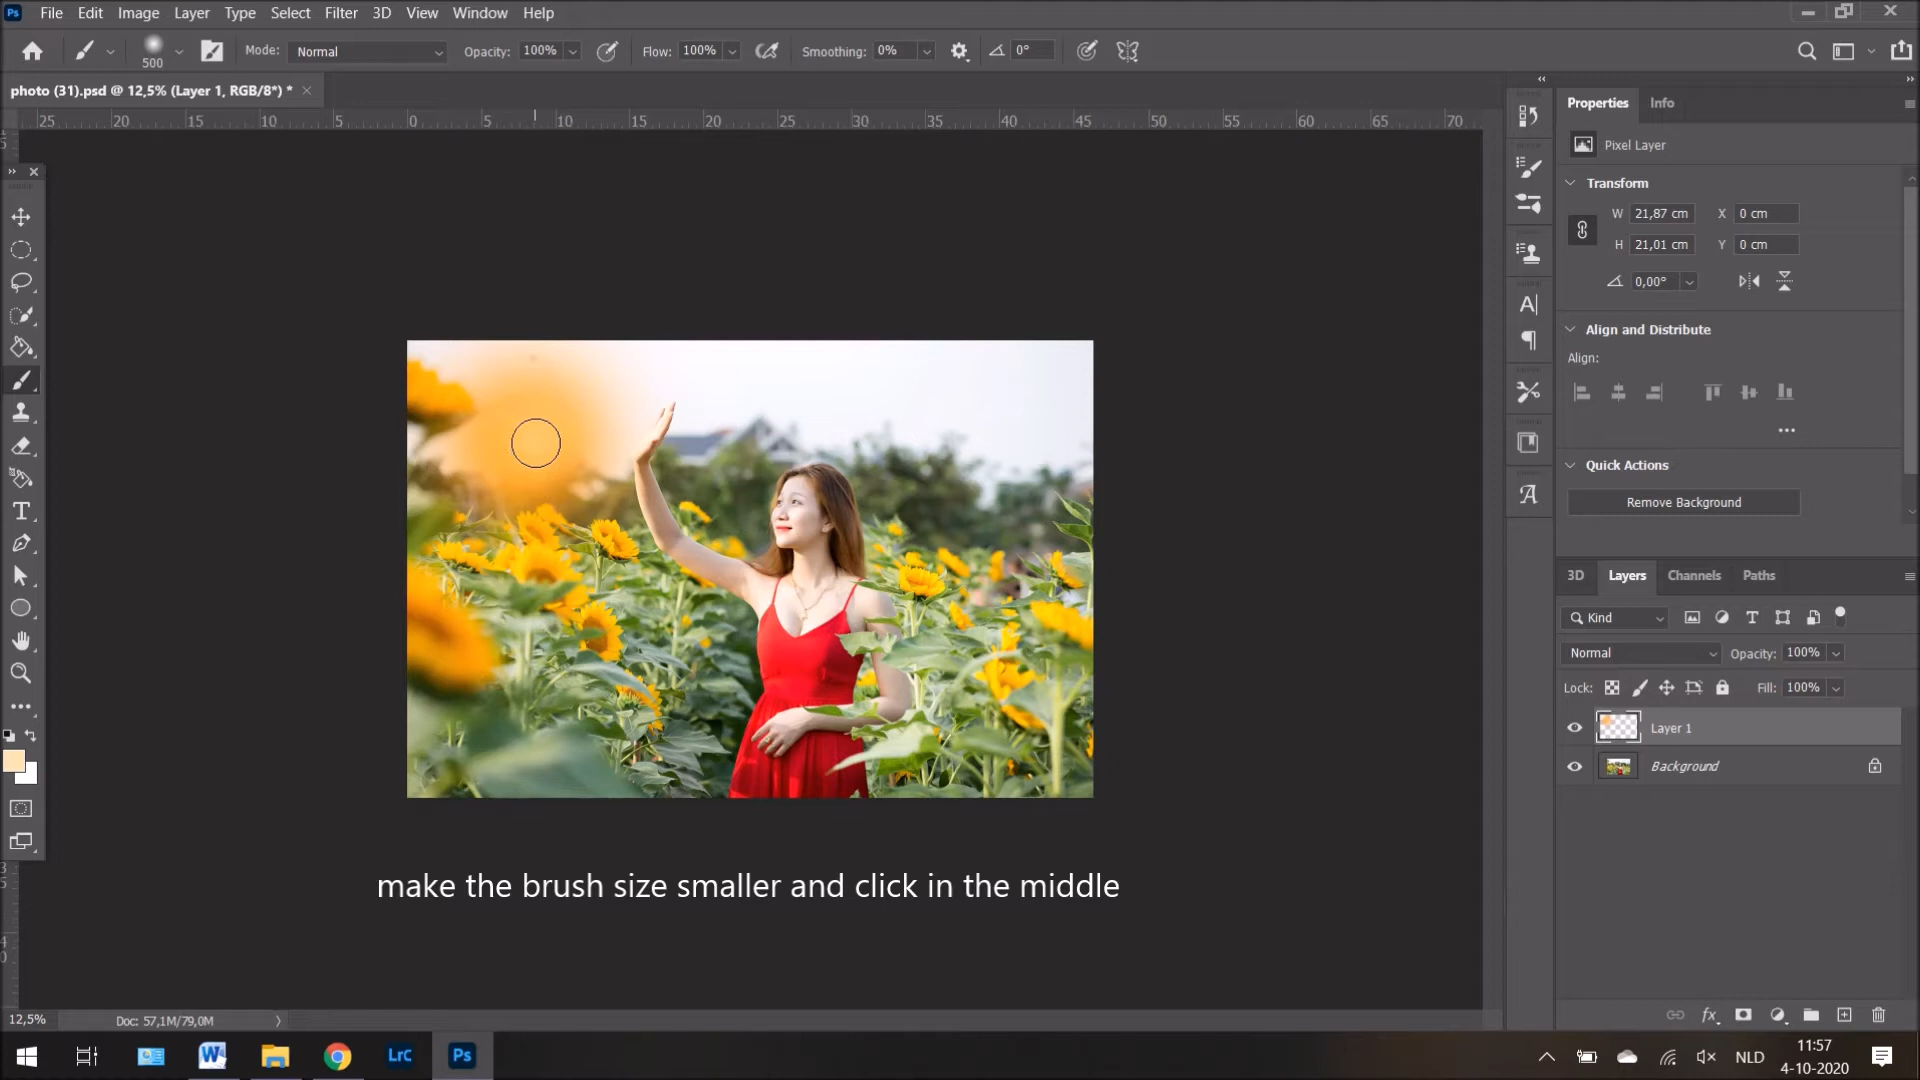 Ps File Edit Image Layer Type Select Filter 3D View Window Help
500 Mode: Normal Opacity: 100% Flow: 100% Smoothing: 0% 0°
photo (31).psd @ 12,5% (Layer 1, RGB/8*) * ×
25 20 15 10 5 0 5 10 15 20 25 30 35 40 45 50 55 60 65 70
Properties Info
Pixel Layer
Transform
W 21,87 cm X 0 cm
H 21,01 cm Y 0 cm
0,00°
Align and Distribute
Align:
Quick Actions
Remove Background
3D Layers Channels Paths
Kind
Normal Opacity: 100%
Lock: Fill: 100%
Layer 1
Background
make the brush size smaller and click in the middle
12,5% Doc: 57,1M/79,0M
LrC Ps NLD 11:57
4-10-2020